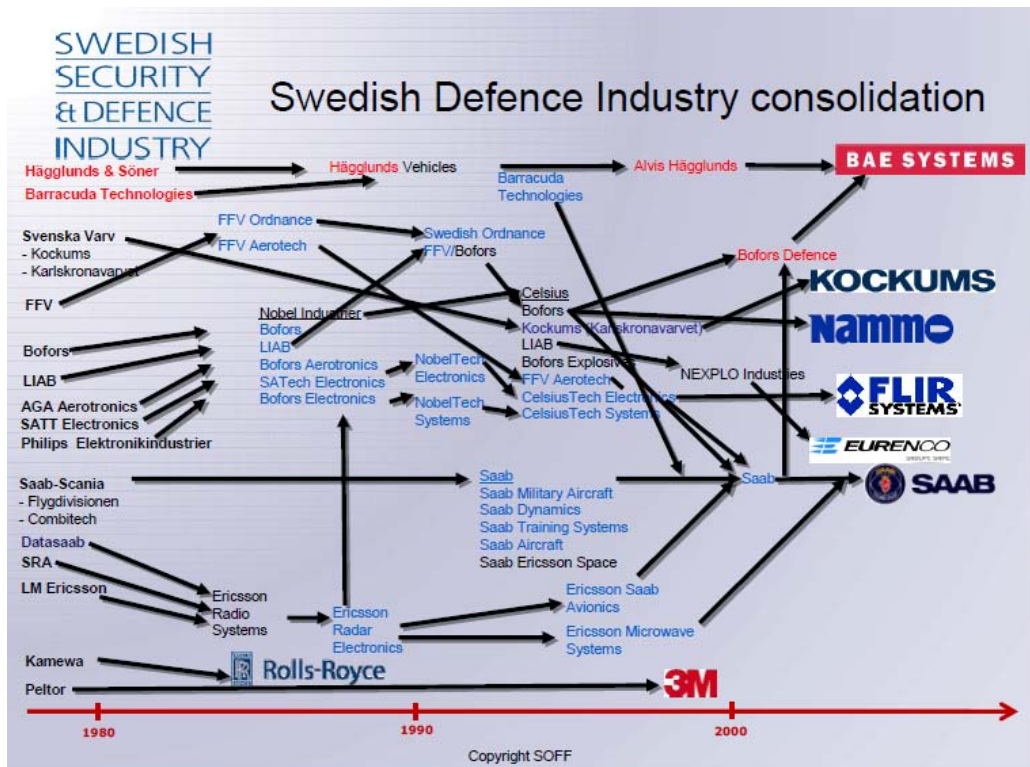 SWEDISH
SECURITY
& DEFENCE
INDUSTRY
Swedish Defence Industry consolidation
Hägglunds & Söner
Barracuda Technologies
Svenska Varv
- Kockums
- Karlskronavarvet
FFV
Bofors
LIAB
AGA Aerotronics
SATT Electronics
Philips Elektronikindustrier
Saab-Scania
- Flygdivisionen
- Combitech
Datasaab
SRA
LM Ericsson
Kamewa
Peltor
FFV Ordnance
FFV Aerotech
Ericsson
Radio
Systems
Rolls-Royce
Hägglunds Vehicles
Nobel Industrier
Bofors
LIAB
Bofors Aerotronics
SATech Electronics
Bofors Electronics
Ericsson
Radar
Electronics
Swedish Ordnance
FFV/Bofors
NobelTech
Electronics
NobelTech
Systems
Barracuda
Technologies
Celsius
Bofors
Kockums (Karlskronavarvet)
LIAB
Bofors Explosives
FFV Aerotech
CelsiusTech Electronics
CelsiusTech Systems
Saab
Saab Military Aircraft
Saab Dynamics
Saab Training Systems
Saab Aircraft
Saab Ericsson Space
Ericsson Saab
Avionics
Ericsson Microwave
Systems
3M
Alvis Hägglunds
Bofors Defence
NEXPLO Industries
Saab
BAE SYSTEMS
KOCKUMS
Nammo
FLIR
SYSTEMS
EURENCO
SAAB
1980
1990
2000
Copyright SOFF